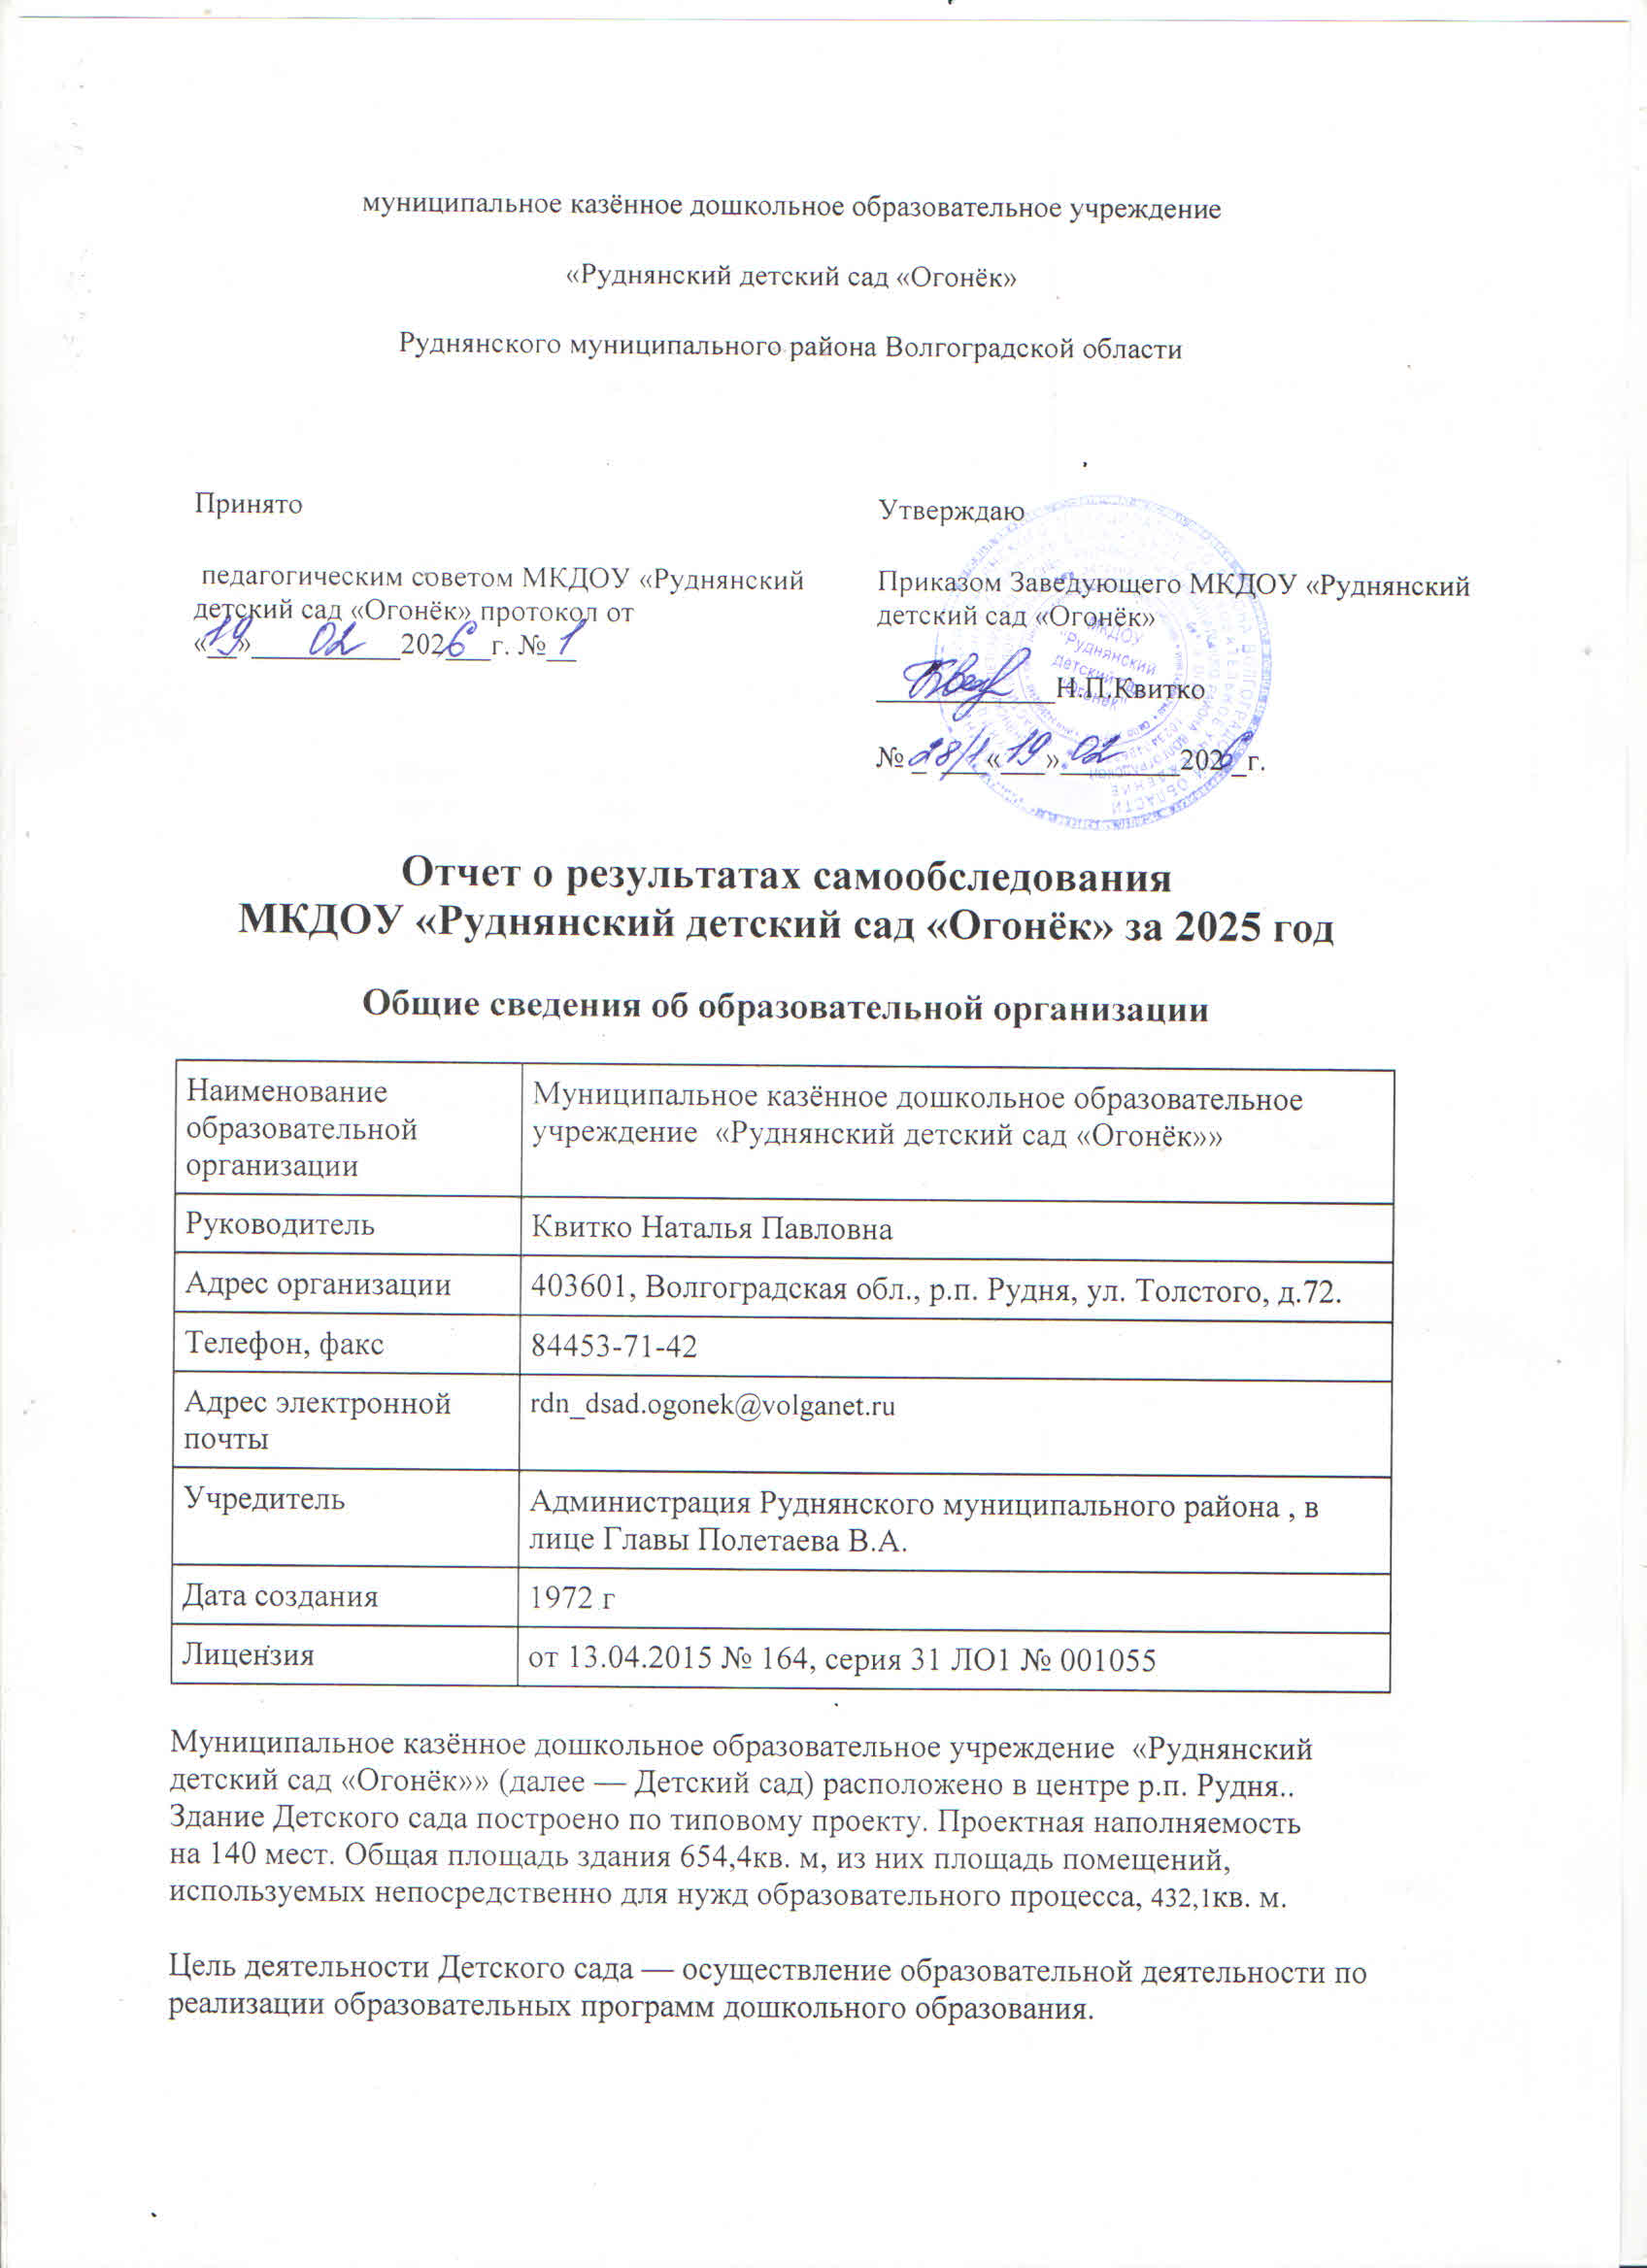 муниципальное казённое дошкольное образовательное учреждение
«Руднянский детский сад «Огонёк»
Руднянского муниципального района Волгоградской области
Принято
педагогическим советом МКДОУ «Руднянский
детский сад «Огонёк» протокол от
«19» 02 2026 г. № 1
Утверждаю
Приказом Заведующего МКДОУ «Руднянский
детский сад «Огонёк»
Н.П.Квитко
№ 28/1 «19» 02 2026 г.
МКДОУ
"Руднянский
детский сад
"Огонёк"
Отчет о результатах самообследования
МКДОУ «Руднянский детский сад «Огонёк» за 2025 год
Общие сведения об образовательной организации
Наименование
образовательной
организации
Муниципальное казённое дошкольное образовательное
учреждение «Руднянский детский сад «Огонёк»»
Руководитель
Квитко Наталья Павловна
Адрес организации
403601, Волгоградская обл., р.п. Рудня, ул. Толстого, д.72.
Телефон, факс
84453-71-42
Адрес электронной
почты
rdn_dsad.ogonek@volganet.ru
Учредитель
Администрация Руднянского муниципального района , в
лице Главы Полетаева В.А.
Дата создания
1972 г
Лицензия
от 13.04.2015 № 164, серия 31 ЛО1 № 001055
Муниципальное казённое дошкольное образовательное учреждение «Руднянский
детский сад «Огонёк»» (далее — Детский сад) расположено в центре р.п. Рудня..
Здание Детского сада построено по типовому проекту. Проектная наполняемость
на 140 мест. Общая площадь здания 654,4кв. м, из них площадь помещений,
используемых непосредственно для нужд образовательного процесса, 432,1кв. м.
Цель деятельности Детского сада — осуществление образовательной деятельности по
реализации образовательных программ дошкольного образования.